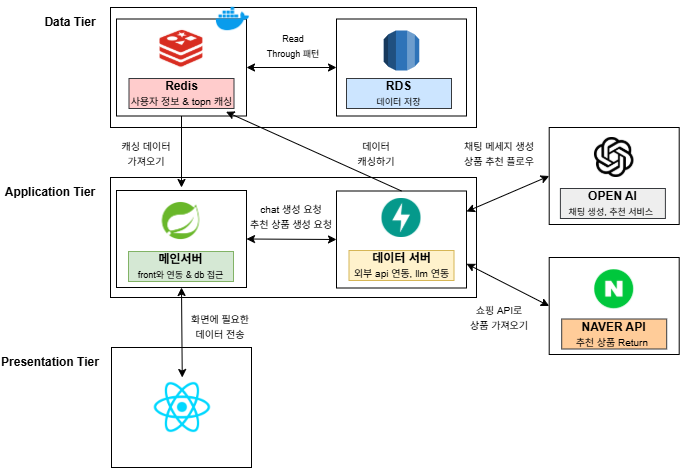 Data Tier
Redis
사용자 정보 & topn 캐싱
Read
Through 패턴
RDS
데이터 저장
캐싱 데이터
가져오기
데이터
캐싱하기
채팅 메세지 생성
상품 추천 플로우
OPEN AI
채팅 생성, 추천 서비스
Application Tier
메인서버
front와 연동 & db 접근
chat 생성 요청
추천 상품 생성 요청
데이터 서버
외부 api 연동, llm 연동
쇼핑 API로
상품 가져오기
NAVER API
추천 상품 Return
화면에 필요한
데이터 전송
Presentation Tier